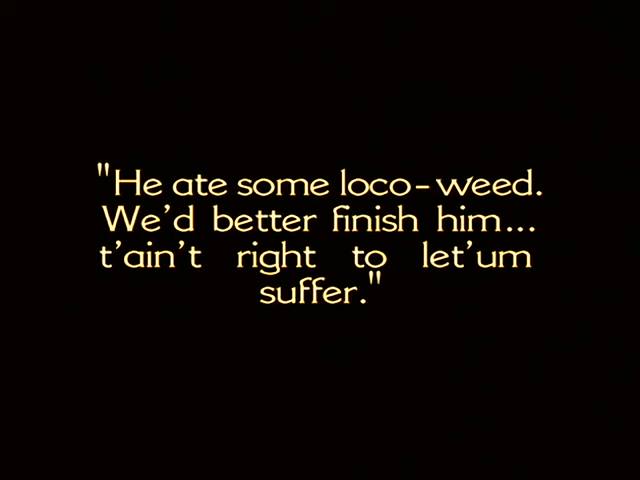 "He ate some loco-weed.
We'd better finish him...
t'ain't right to let'um
suffer."